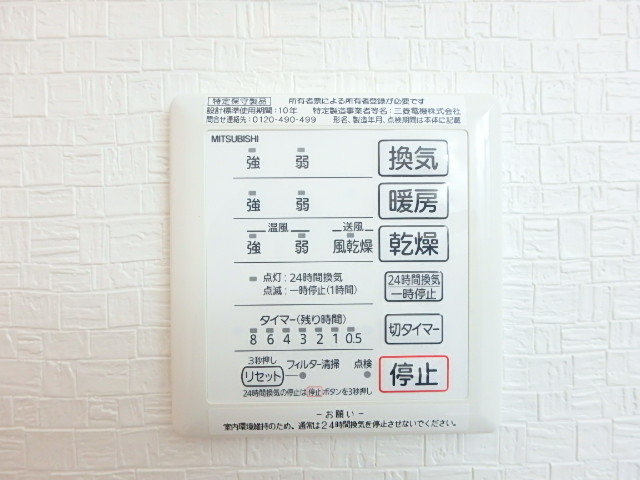 特定保守製品 所有者票による所有者登録が必要です
設計標準使用期間：10年 特定製造事業者等名：三菱電機株式会社
問合せ連絡先：0120-490-499 形名、製造年月、点検期間は本体に記載
MITSUBISHI
強 弱 換気
強 弱 暖房
温風 送風
強 弱 風乾燥 乾燥
点灯：24時間換気
点滅：一時停止(1時間)
24時間換気
一時停止
タイマー(残り時間)
8 6 4 3 2 1 0.5
切タイマー
3秒押し
リセット フィルター清掃 点検
停止
24時間換気の停止は停止ボタンを3秒押し
－お願い－
室内環境維持のため、通常は24時間換気を停止させないでください。